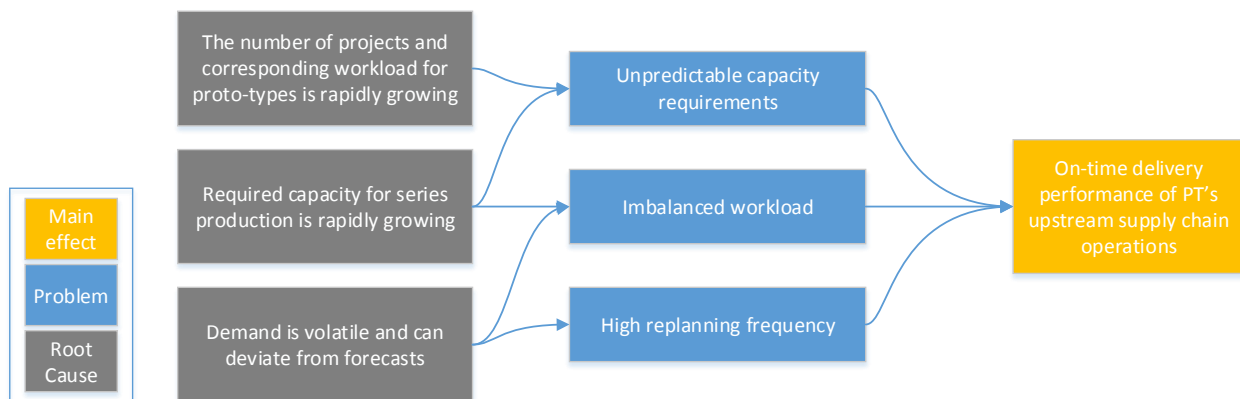 The number of projects and
corresponding workload for
proto-types is rapidly growing
Unpredictable capacity
requirements
On-time delivery
performance of PT’s
upstream supply chain
operations
Required capacity for series
production is rapidly growing
Imbalanced workload
Main
effect
Problem
Root
Cause
Demand is volatile and can
deviate from forecasts
High replanning frequency